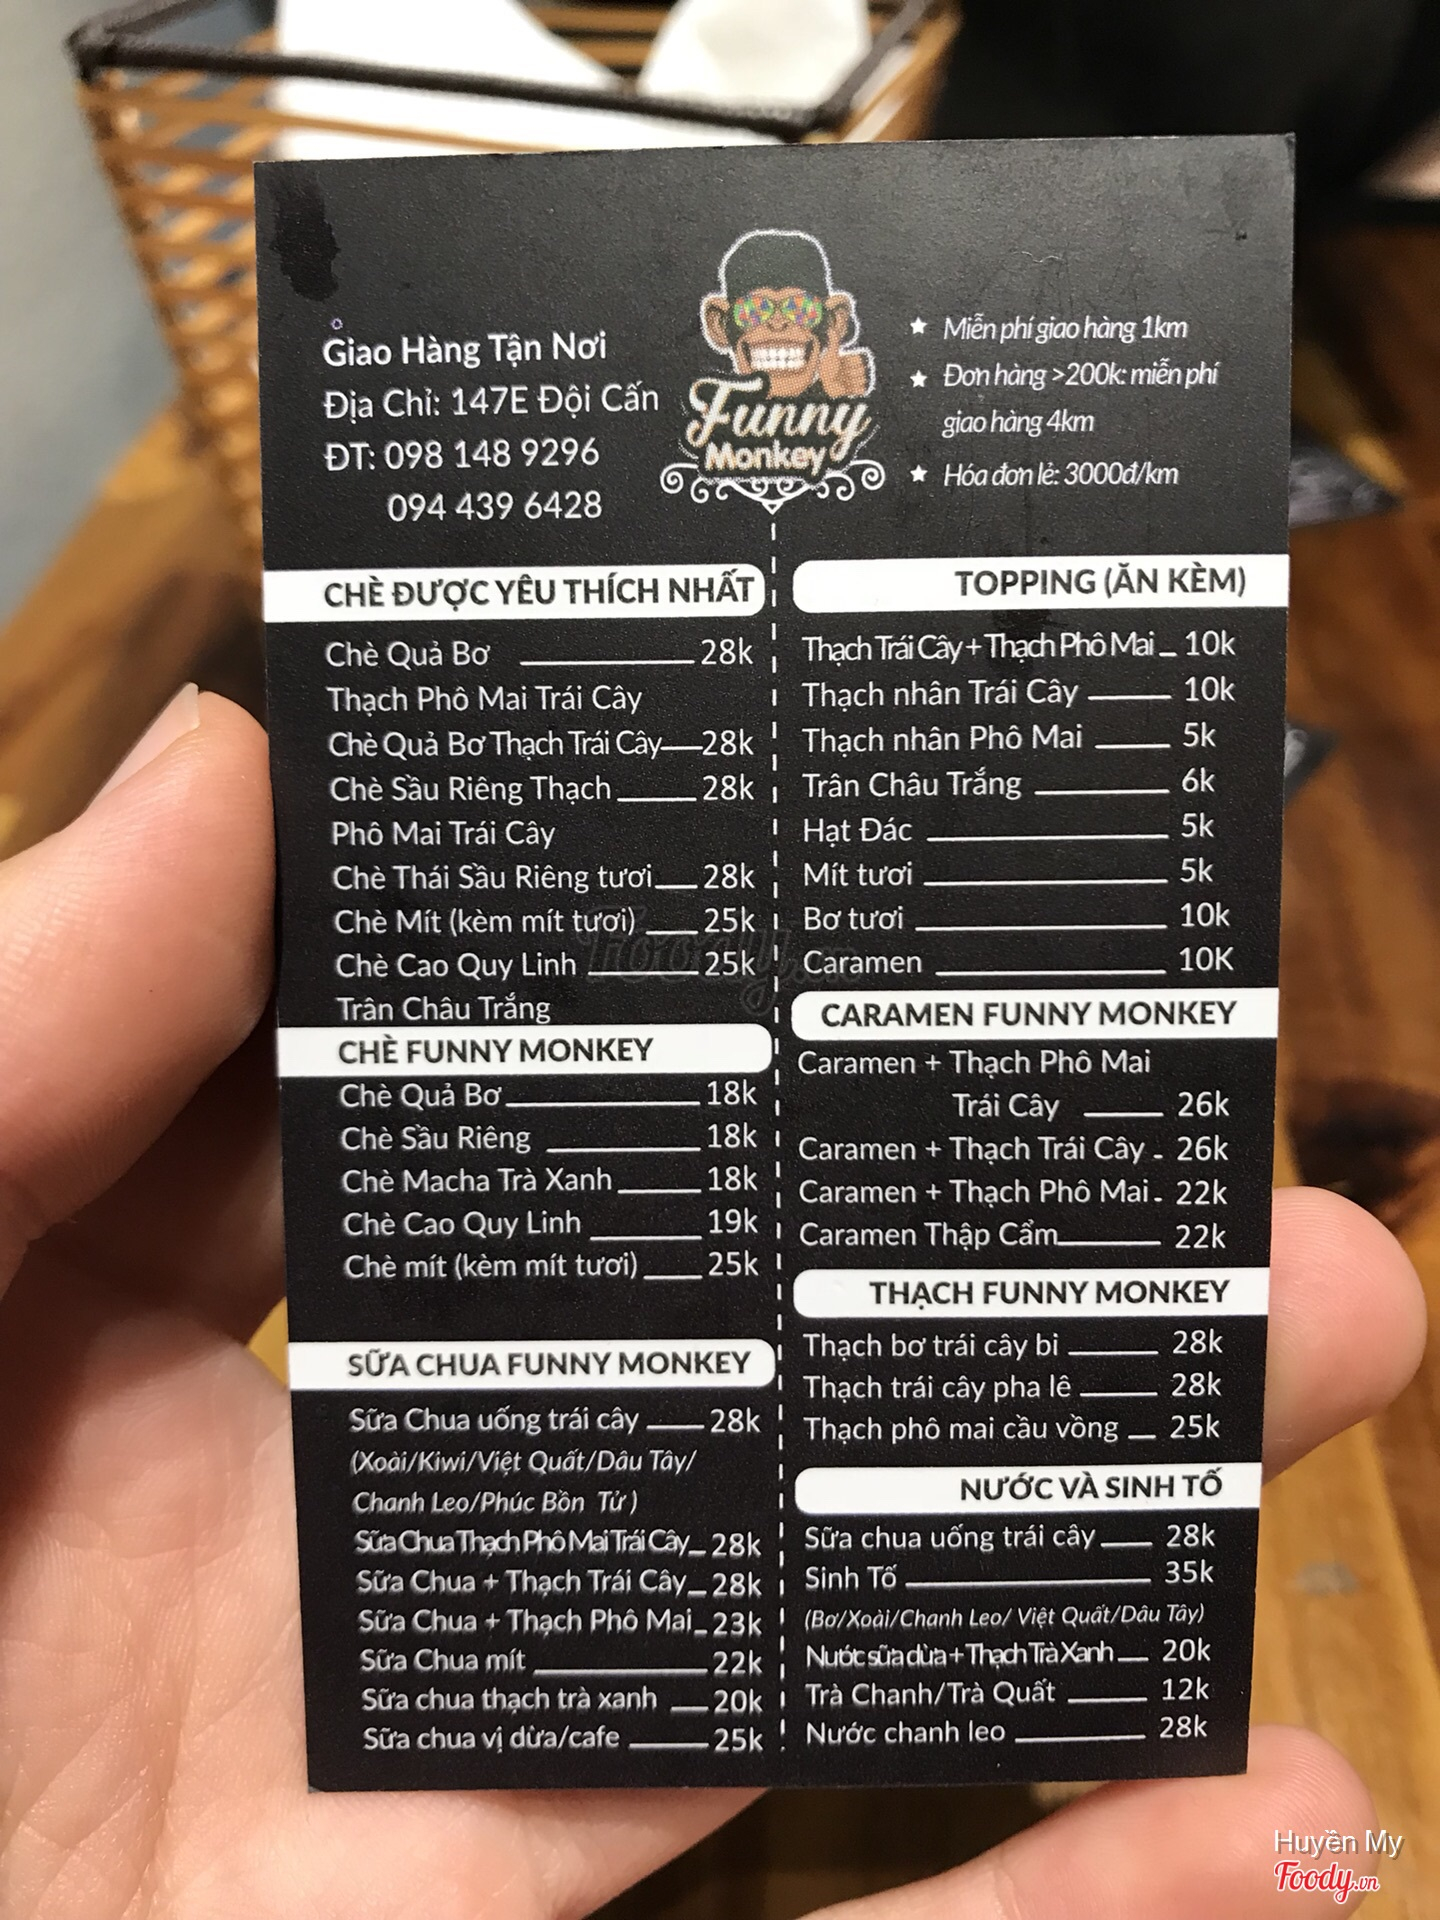 Giao Hàng Tận Nơi
Địa Chỉ: 147E Đội Cấn
ĐT: 098 148 9296
094 439 6428
Funny
Monkey
★ Miễn phí giao hàng 1km
★ Đơn hàng >200k: miễn phí
giao hàng 4km
★ Hóa đơn lẻ: 3000đ/km
CHÈ ĐƯỢC YÊU THÍCH NHẤT
Chè Quả Bơ 28k
Thạch Phô Mai Trái Cây
Chè Quả Bơ Thạch Trái Cây 28k
Chè Sầu Riêng Thạch 28k
Phô Mai Trái Cây
Chè Thái Sầu Riêng tươi 28k
Chè Mít (kèm mít tươi) 25k
Chè Cao Quy Linh 25k
Trân Châu Trắng
CHÈ FUNNY MONKEY
Chè Quả Bơ 18k
Chè Sầu Riêng 18k
Chè Macha Trà Xanh 18k
Chè Cao Quy Linh 19k
Chè mít (kèm mít tươi) 25k
SỮA CHUA FUNNY MONKEY
Sữa Chua uống trái cây 28k
(Xoài/Kiwi/Việt Quất/Dâu Tây/
Chanh Leo/Phúc Bồn Tử )
Sữa Chua Thạch Phô Mai Trái Cây 28k
Sữa Chua + Thạch Trái Cây 28k
Sữa Chua + Thạch Phô Mai 23k
Sữa Chua mít 22k
Sữa chua thạch trà xanh 20k
Sữa chua vị dừa/cafe 25k
TOPPING (ĂN KÈM)
Thạch Trái Cây + Thạch Phô Mai 10k
Thạch nhân Trái Cây 10k
Thạch nhân Phô Mai 5k
Trân Châu Trắng 6k
Hạt Đác 5k
Mít tươi 5k
Bơ tươi 10k
Caramen 10K
CARAMEN FUNNY MONKEY
Caramen + Thạch Phô Mai
Trái Cây 26k
Caramen + Thạch Trái Cây 26k
Caramen + Thạch Phô Mai 22k
Caramen Thập Cẩm 22k
THẠCH FUNNY MONKEY
Thạch bơ trái cây bi 28k
Thạch trái cây pha lê 28k
Thạch phô mai cầu vồng 25k
NƯỚC VÀ SINH TỐ
Sữa chua uống trái cây 28k
Sinh Tố 35k
(Bơ/Xoài/Chanh Leo/ Việt Quất/Dâu Tây)
Nước sữa dừa + Thạch Trà Xanh 20k
Trà Chanh/Trà Quất 12k
Nước chanh leo 28k
Foody.vn
Huyền My
Foody.vn